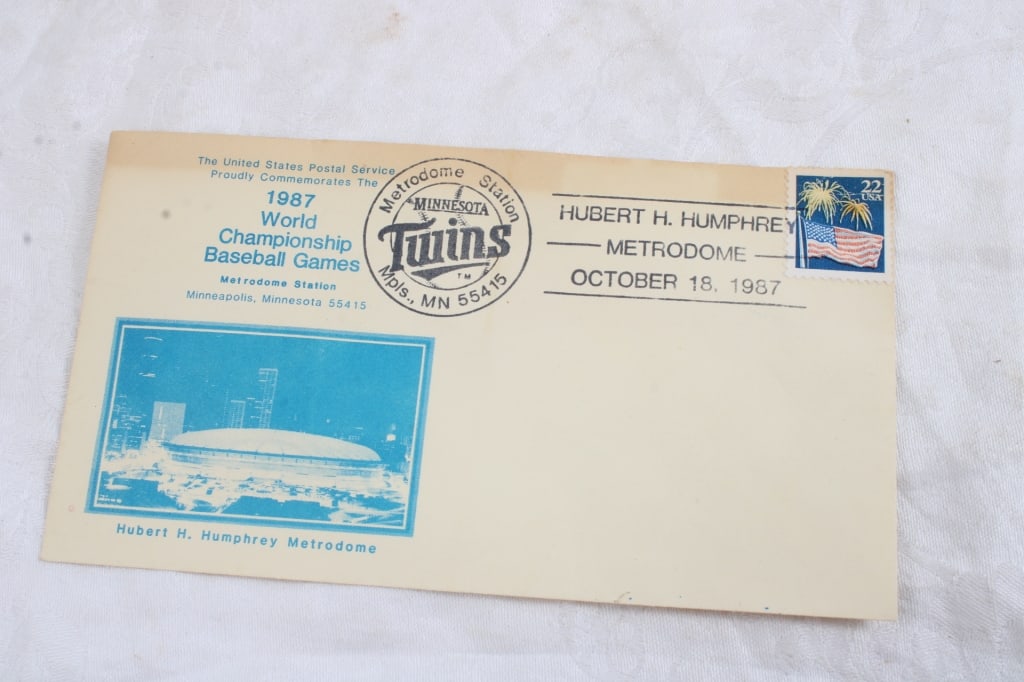 The United States Postal Service
Proudly Commemorates The
1987
World
Championship
Baseball Games
Metrodome Station
Minneapolis, Minnesota 55415
Metrodome Station
MINNESOTA
Twins
TM
Mpls., MN 55415
HUBERT H. HUMPHREY
METRODOME
OCTOBER 18, 1987
22
USA
Hubert H. Humphrey Metrodome